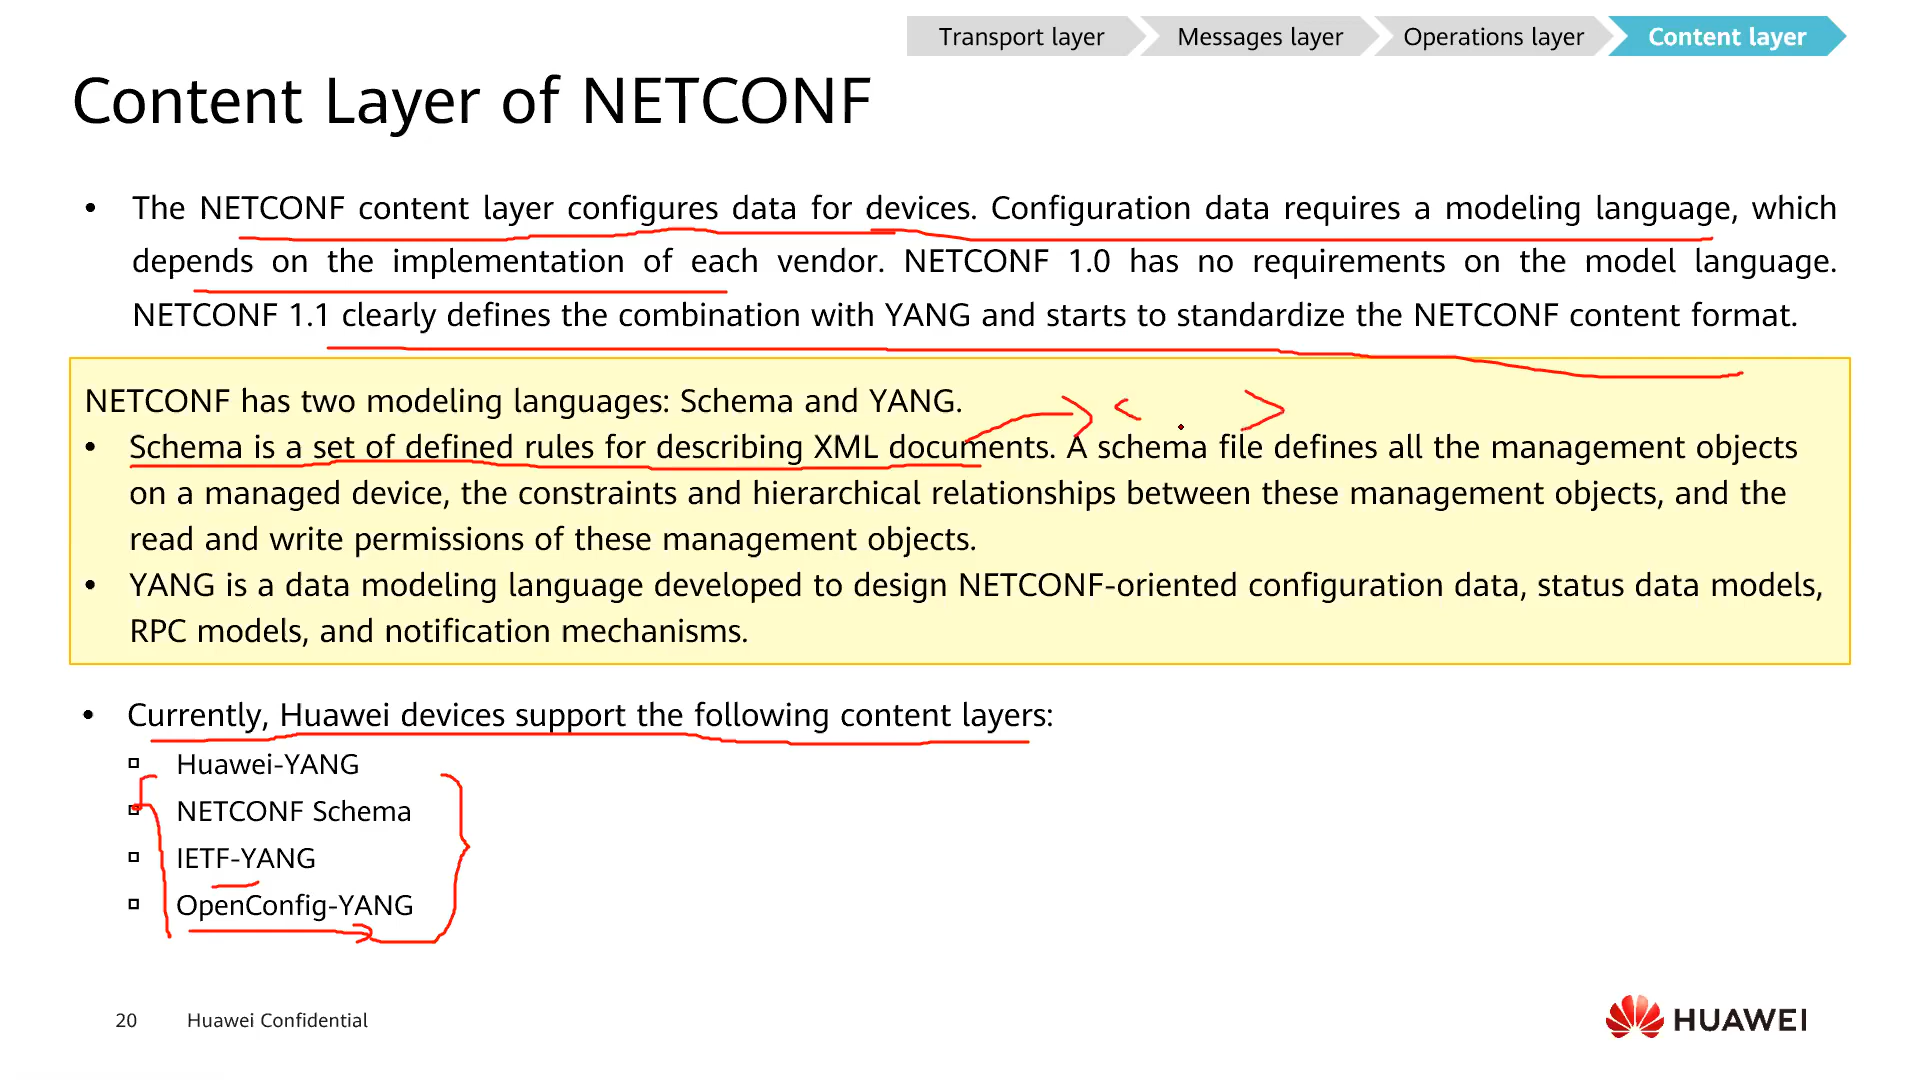 Transport layer
Messages layer
Operations layer
Content layer
Content Layer of NETCONF
• The NETCONF content layer configures data for devices. Configuration data requires a modeling language, which
depends on the implementation of each vendor. NETCONF 1.0 has no requirements on the model language.
NETCONF 1.1 clearly defines the combination with YANG and starts to standardize the NETCONF content format.
NETCONF has two modeling languages: Schema and YANG.
< . >
• Schema is a set of defined rules for describing XML documents. A schema file defines all the management objects
on a managed device, the constraints and hierarchical relationships between these management objects, and the
read and write permissions of these management objects.
• YANG is a data modeling language developed to design NETCONF-oriented configuration data, status data models,
RPC models, and notification mechanisms.
• Currently, Huawei devices support the following content layers:
Huawei-YANG
NETCONF Schema
IETF-YANG
OpenConfig-YANG
20 Huawei Confidential
HUAWEI